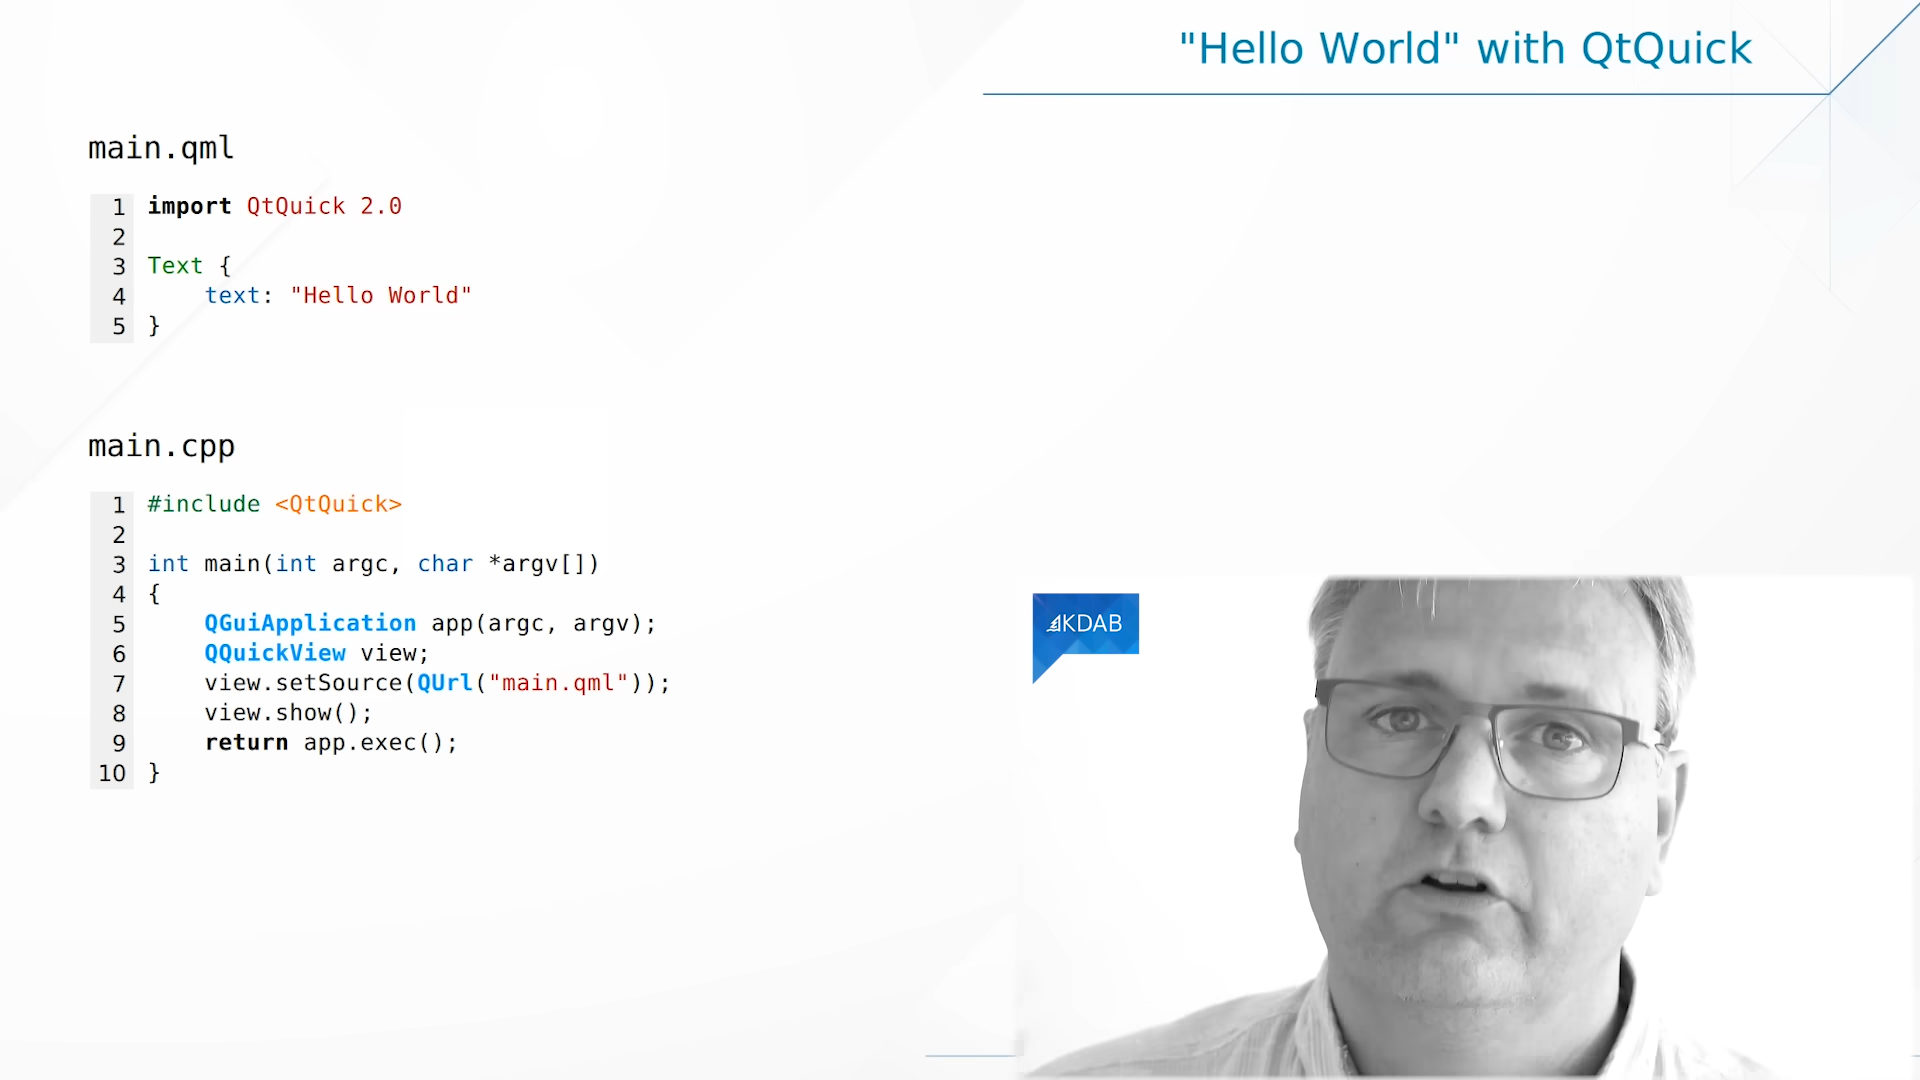 "Hello World" with QtQuick
main.qml
1 import QtQuick 2.0
2
3 Text {
4     text: "Hello World"
5 }
main.cpp
1 #include <QtQuick>
2
3 int main(int argc, char *argv[])
4 {
5     QGuiApplication app(argc, argv);
6     QQuickView view;
7     view.setSource(QUrl("main.qml"));
8     view.show();
9     return app.exec();
10 }
KDAB